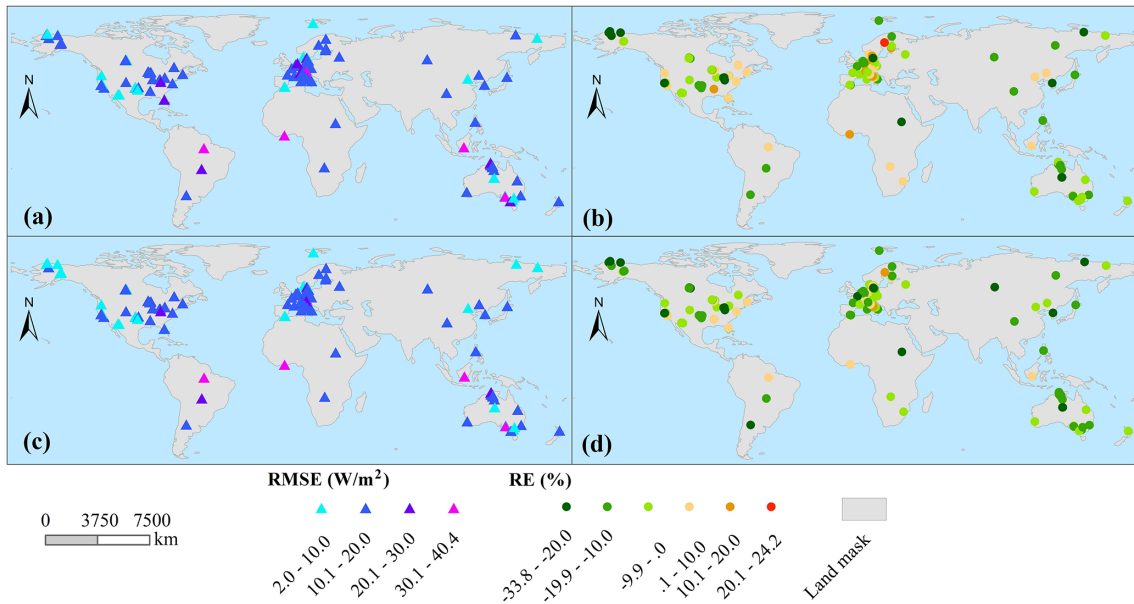 N
(a)
N
(b)
N
(c)
N
(d)
RMSE (W/m²)
RE (%)
0 3750 7500
km
2.0 - 10.0
10.1 - 20.0
20.1 - 30.0
30.1 - 40.4
-33.8 - -20.0
-19.9 - -10.0
-9.9 - .0
.1 - 10.0
10.1 - 20.0
20.1 - 24.2
Land mask